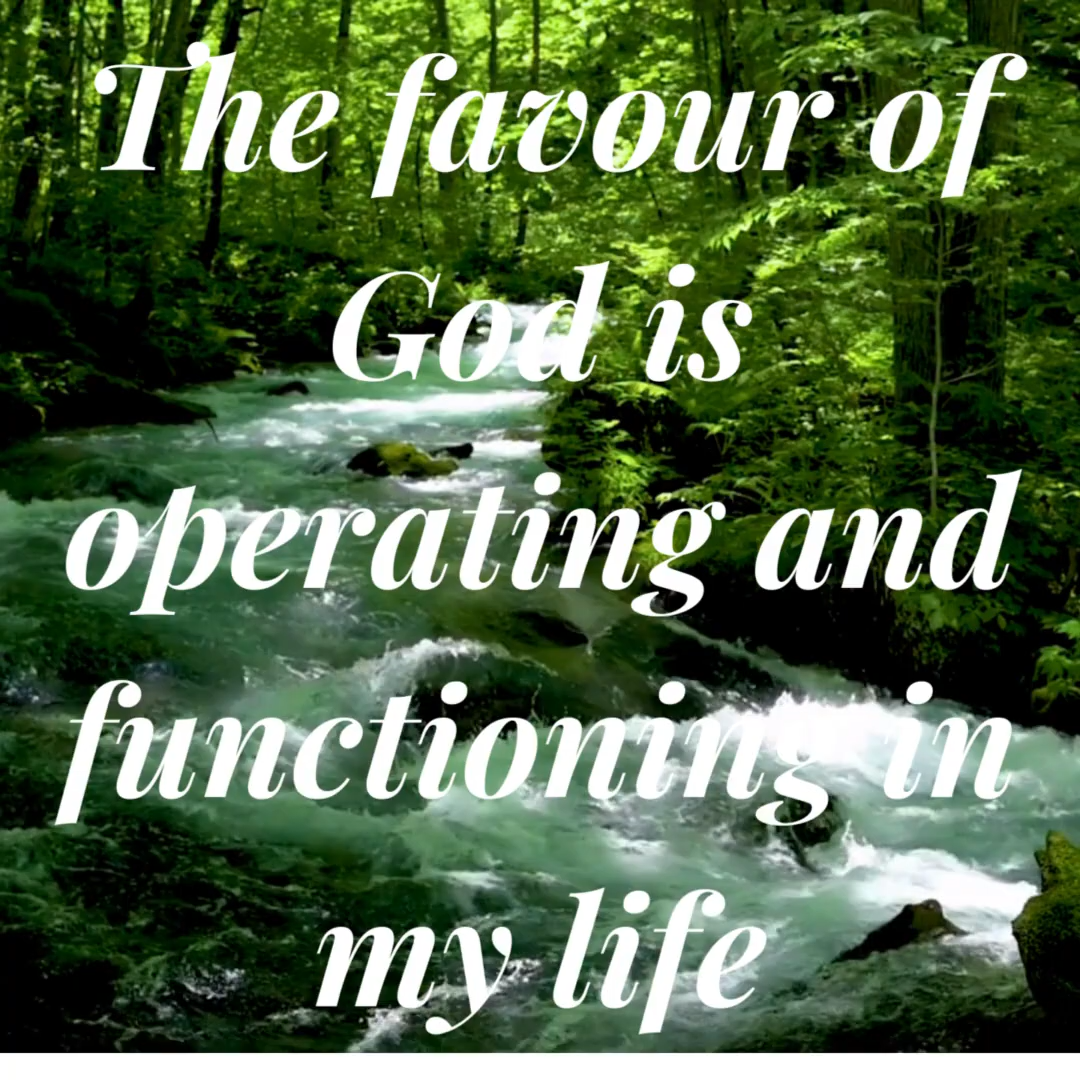 The favour of
God is
operating and
functioning in
my life